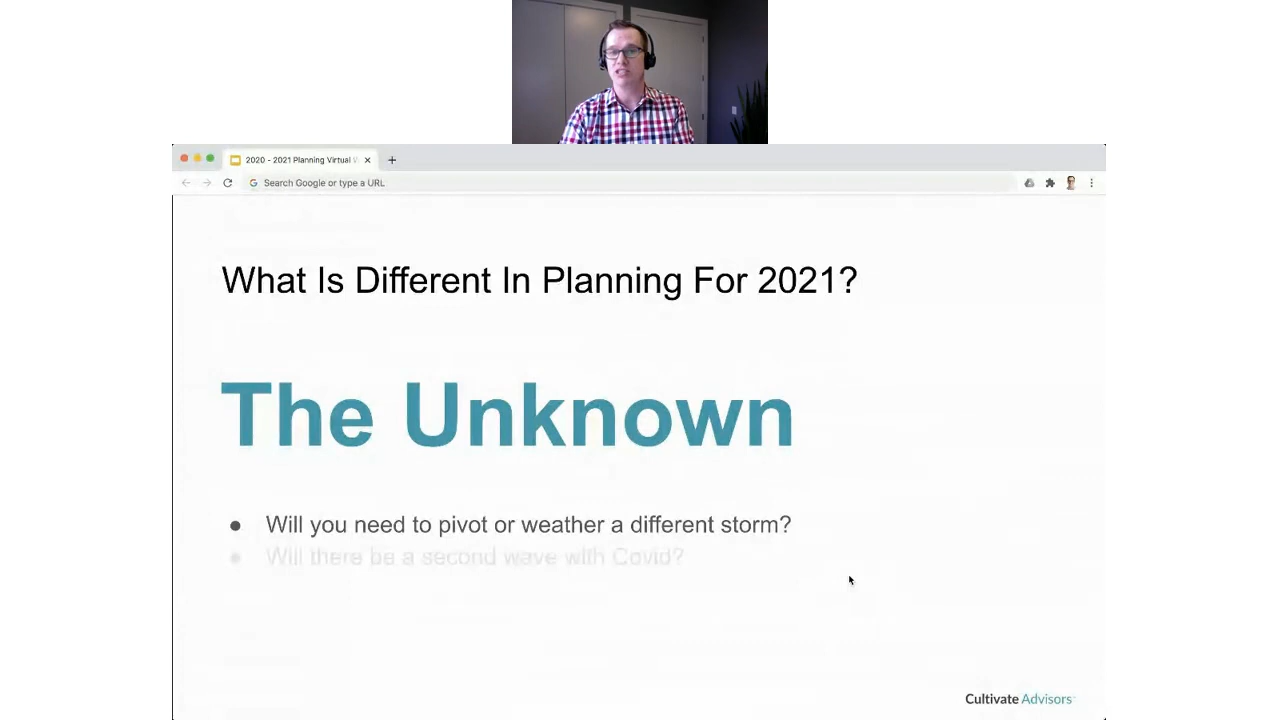 2020 - 2021 Planning Virtual
Search Google or type a URL
What Is Different In Planning For 2021?
The Unknown
● Will you need to pivot or weather a different storm?
● Will there be a second wave with Covid?
Cultivate Advisors